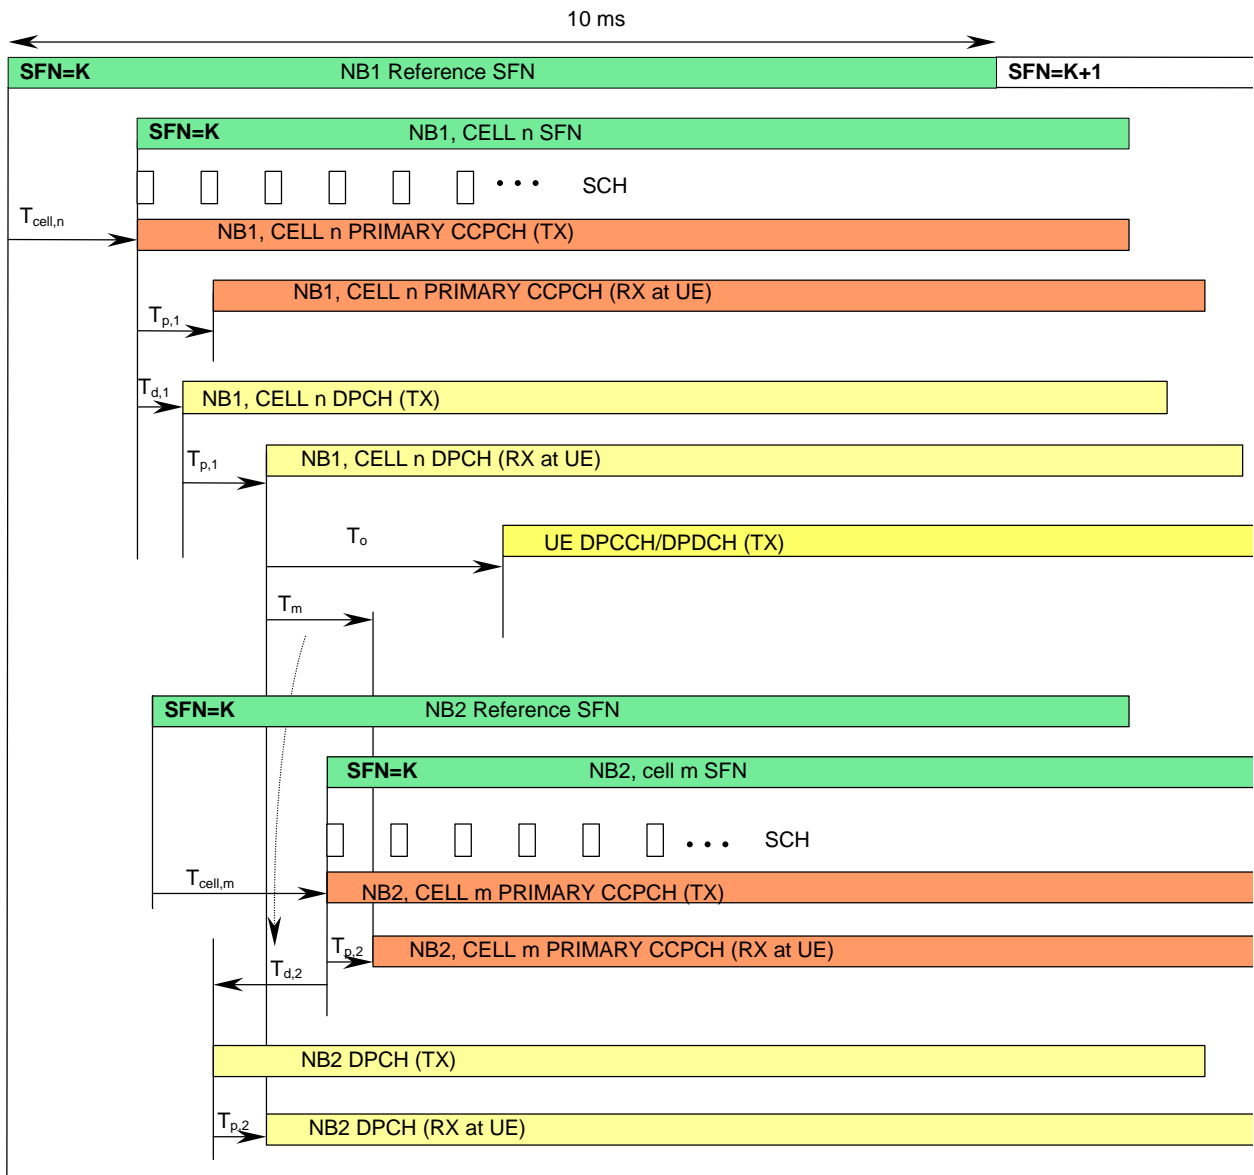 10 ms
SFN=K NB1 Reference SFN SFN=K+1
SFN=K NB1, CELL n SFN
• • • SCH
Tcell,n
NB1, CELL n PRIMARY CCPCH (TX)
NB1, CELL n PRIMARY CCPCH (RX at UE)
Tp,1
Td,1
NB1, CELL n DPCH (TX)
NB1, CELL n DPCH (RX at UE)
Tp,1
To
UE DPCCH/DPDCH (TX)
Tm
SFN=K NB2 Reference SFN
SFN=K NB2, cell m SFN
• • • SCH
Tcell,m
NB2, CELL m PRIMARY CCPCH (TX)
Tp,2
NB2, CELL m PRIMARY CCPCH (RX at UE)
Td,2
NB2 DPCH (TX)
Tp,2
NB2 DPCH (RX at UE)